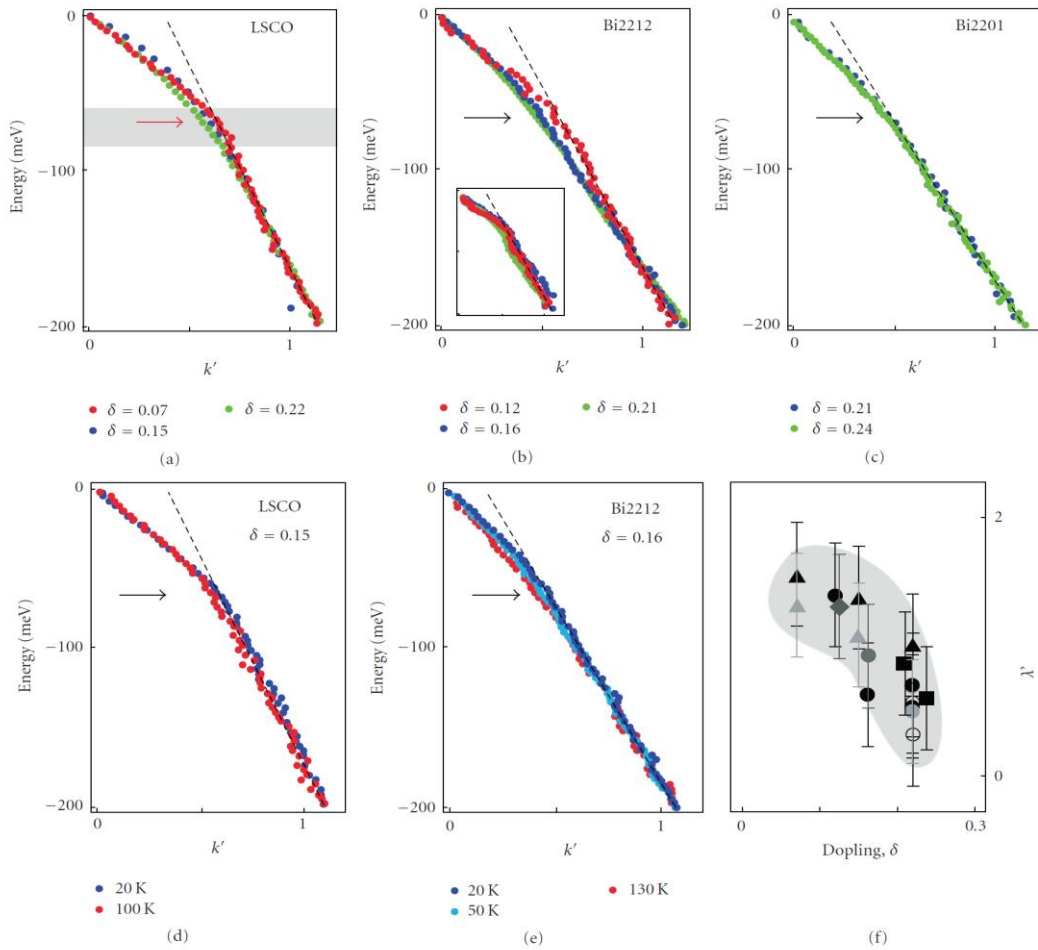 LSCO
0
−100
−200
Energy (meV)
0
1
k′
δ = 0.07
δ = 0.22
δ = 0.15
(a)
Bi2212
0
−100
−200
Energy (meV)
0
1
k′
δ = 0.12
δ = 0.21
δ = 0.16
(b)
Bi2201
0
−100
−200
Energy (meV)
0
1
k′
δ = 0.21
δ = 0.24
(c)
LSCO
δ = 0.15
0
−100
−200
Energy (meV)
0
1
k′
20 K
100 K
(d)
Bi2212
δ = 0.16
0
−100
−200
Energy (meV)
0
1
k′
20 K
130 K
50 K
(e)
2
0
λ′
0
0.3
Dopling, δ
(f)